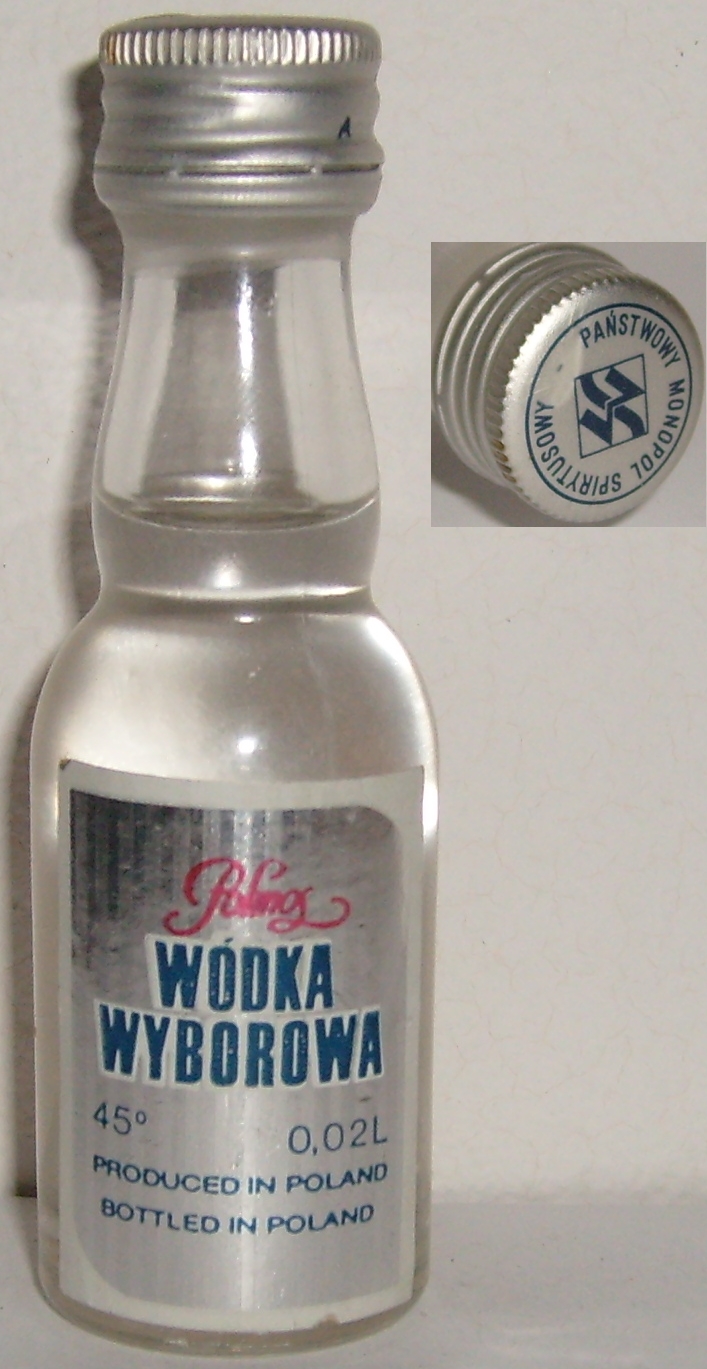 A
PAŃSTWOWY MONOPOL SPIRYTUSOWY
Polmos
WÓDKA
WYBOROWA
45° 0,02L
PRODUCED IN POLAND
BOTTLED IN POLAND